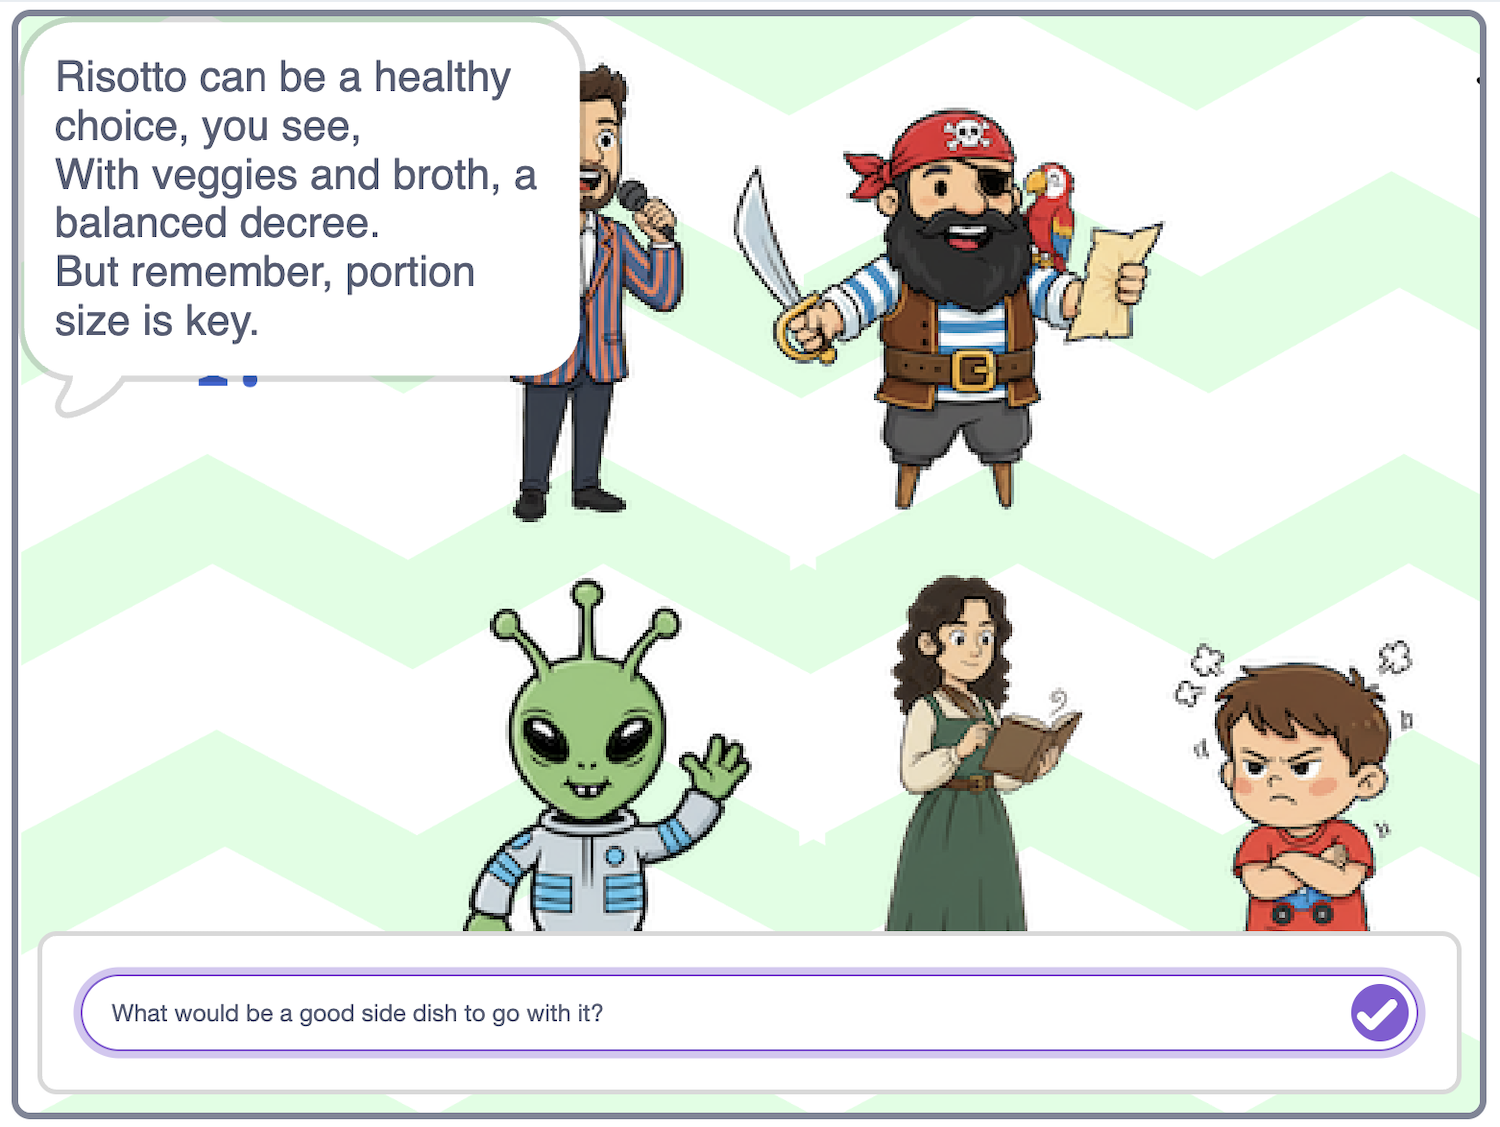 Risotto can be a healthy
choice, you see,
With veggies and broth, a
balanced decree.
But remember, portion
size is key.
What would be a good side dish to go with it?